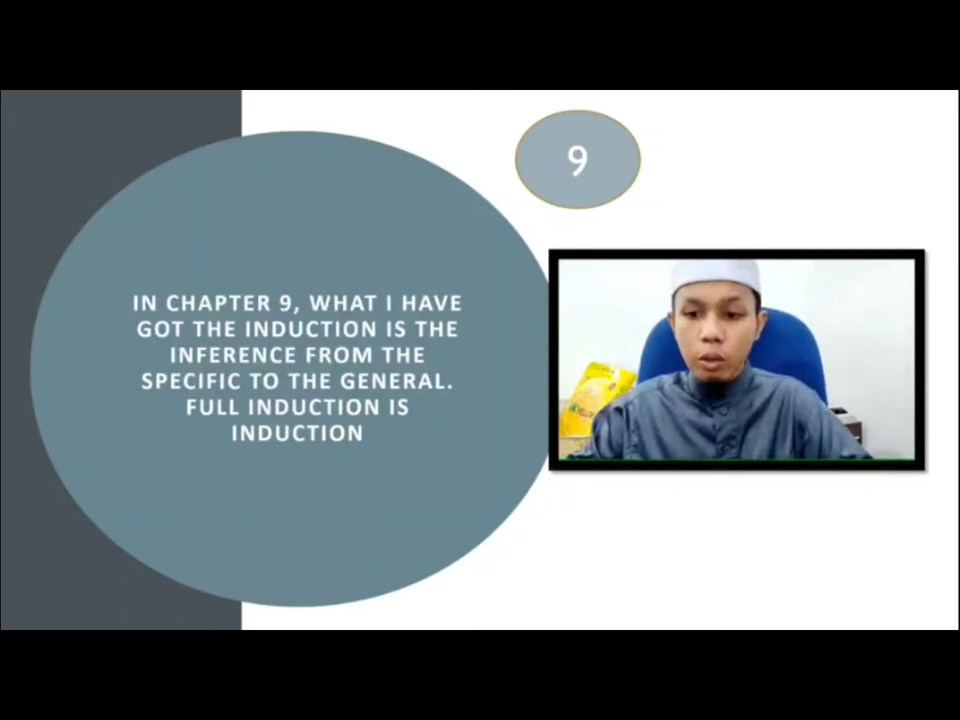 9
IN CHAPTER 9, WHAT I HAVE
GOT THE INDUCTION IS THE
INFERENCE FROM THE
SPECIFIC TO THE GENERAL.
FULL INDUCTION IS
INDUCTION